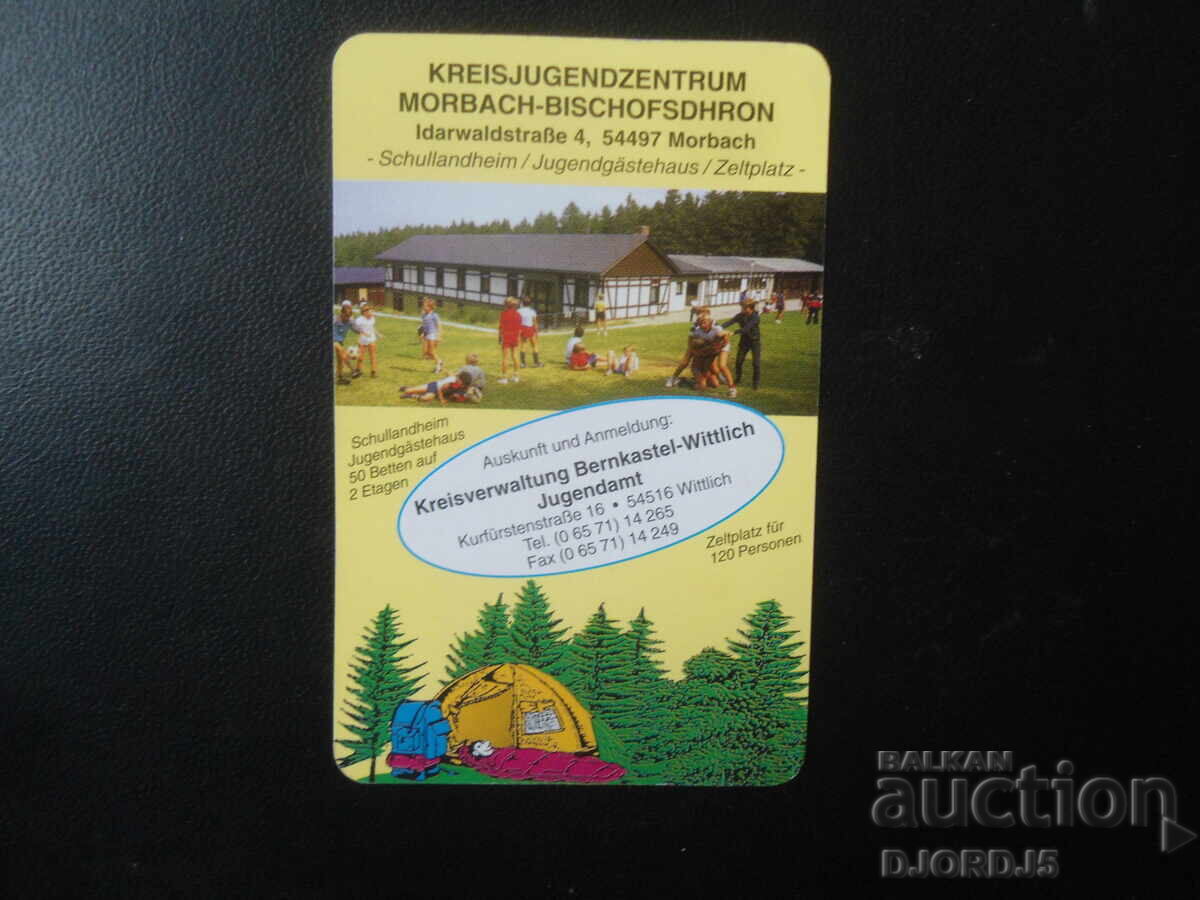 KREISJUGENDZENTRUM
MORBACH-BISCHOFSDHRON
Idarwaldstraße 4, 54497 Morbach
- Schullandheim / Jugendgästehaus / Zeltplatz -
Schullandheim
Jugendgästehaus
50 Betten auf
2 Etagen
Auskunft und Anmeldung:
Kreisverwaltung Bernkastel-Wittlich
Jugendamt
Kurfürstenstraße 16 • 54516 Wittlich
Tel. (0 65 71) 14 265
Fax (0 65 71) 14 249
Zeltplatz für
120 Personen
BALKAN
auction
DJORDJ5